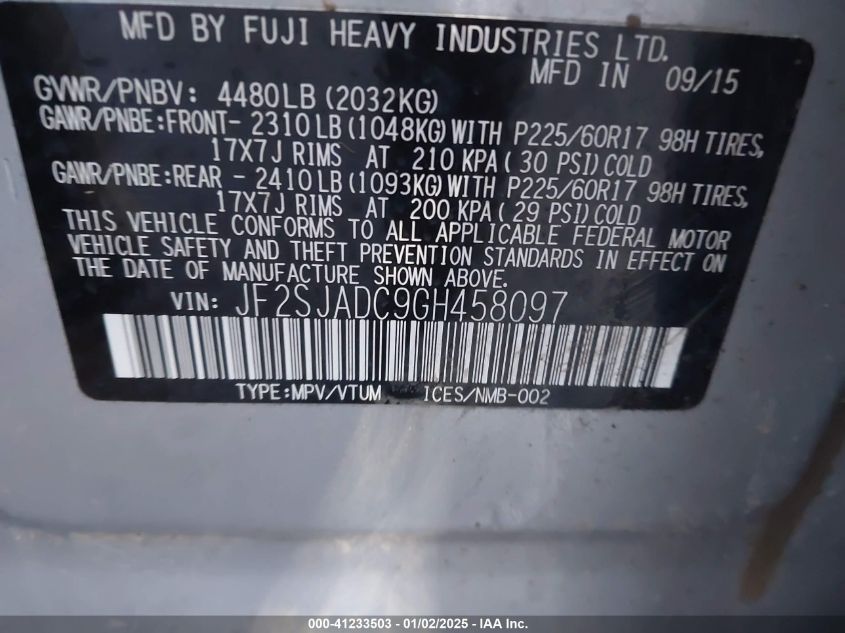 MFD BY FUJI HEAVY INDUSTRIES LTD.
MFD IN 09/15
GVWR/PNBV: 4480LB (2032KG)
GAWR/PNBE:FRONT- 2310LB(1048KG)WITH P225/60R17 98H TIRES,
17X7J RIMS AT 210 KPA( 30 PSI)COLD
GAWR/PNBE:REAR - 2410LB(1093KG)WITH P225/60R17 98H TIRES,
17X7J RIMS AT 200 KPA(29 PSI)COLD
THIS VEHICLE CONFORMS TO ALL APPLICABLE FEDERAL MOTOR
VEHICLE SAFETY AND THEFT PREVENTION STANDARDS IN EFFECT ON
THE DATE OF MANUFACTURE SHOWN ABOVE.
VIN: JF2SJADC9GH458097
TYPE:MPV/VTUM ICES/NMB-002
000-41233503 - 01/02/2025 - IAA Inc.